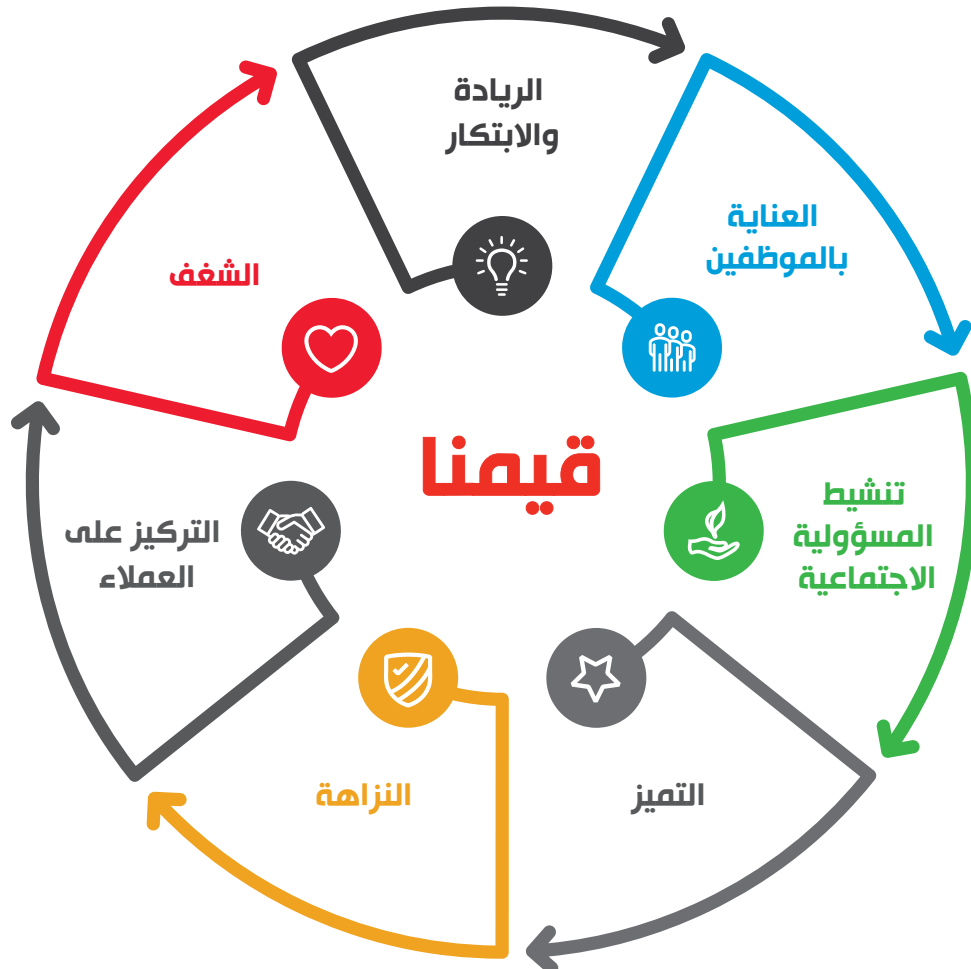 الريادة
والابتكار
العناية
بالموظفين
تنشيط
المسؤولية
الاجتماعية
التميز
النزاهة
التركيز على
العملاء
الشغف
قيمنا